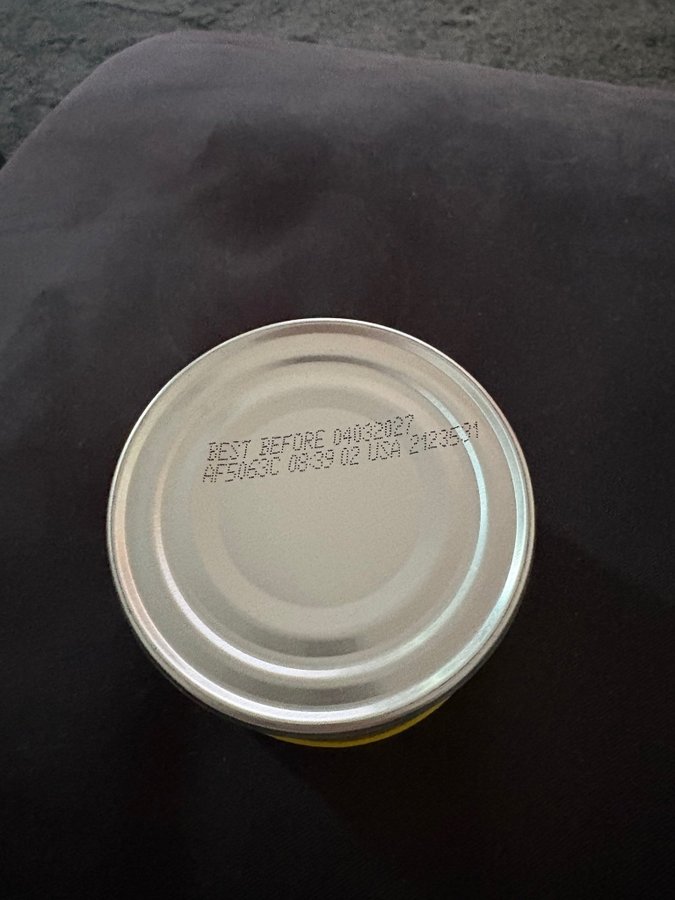 BEST BEFORE 04032027
AF5063C 08:39 02 USA 2123531